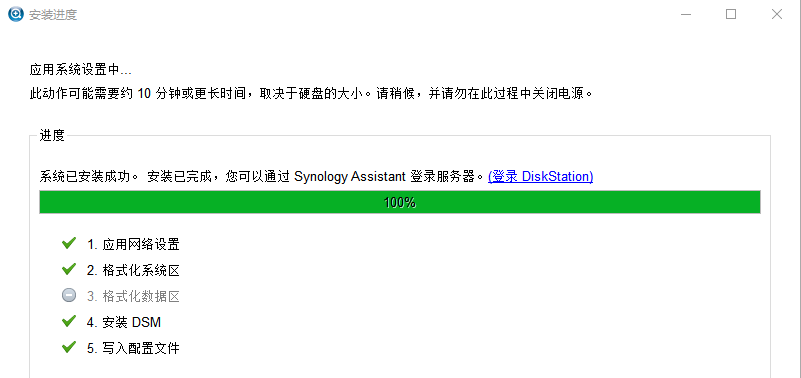 安装进度
应用系统设置中...
此动作可能需要约 10 分钟或更长时间，取决于硬盘的大小。请稍候，并请勿在此过程中关闭电源。
进度
系统已安装成功。 安装已完成，您可以通过 Synology Assistant 登录服务器。(登录 DiskStation)
100%
1. 应用网络设置
2. 格式化系统区
3. 格式化数据区
4. 安装 DSM
5. 写入配置文件